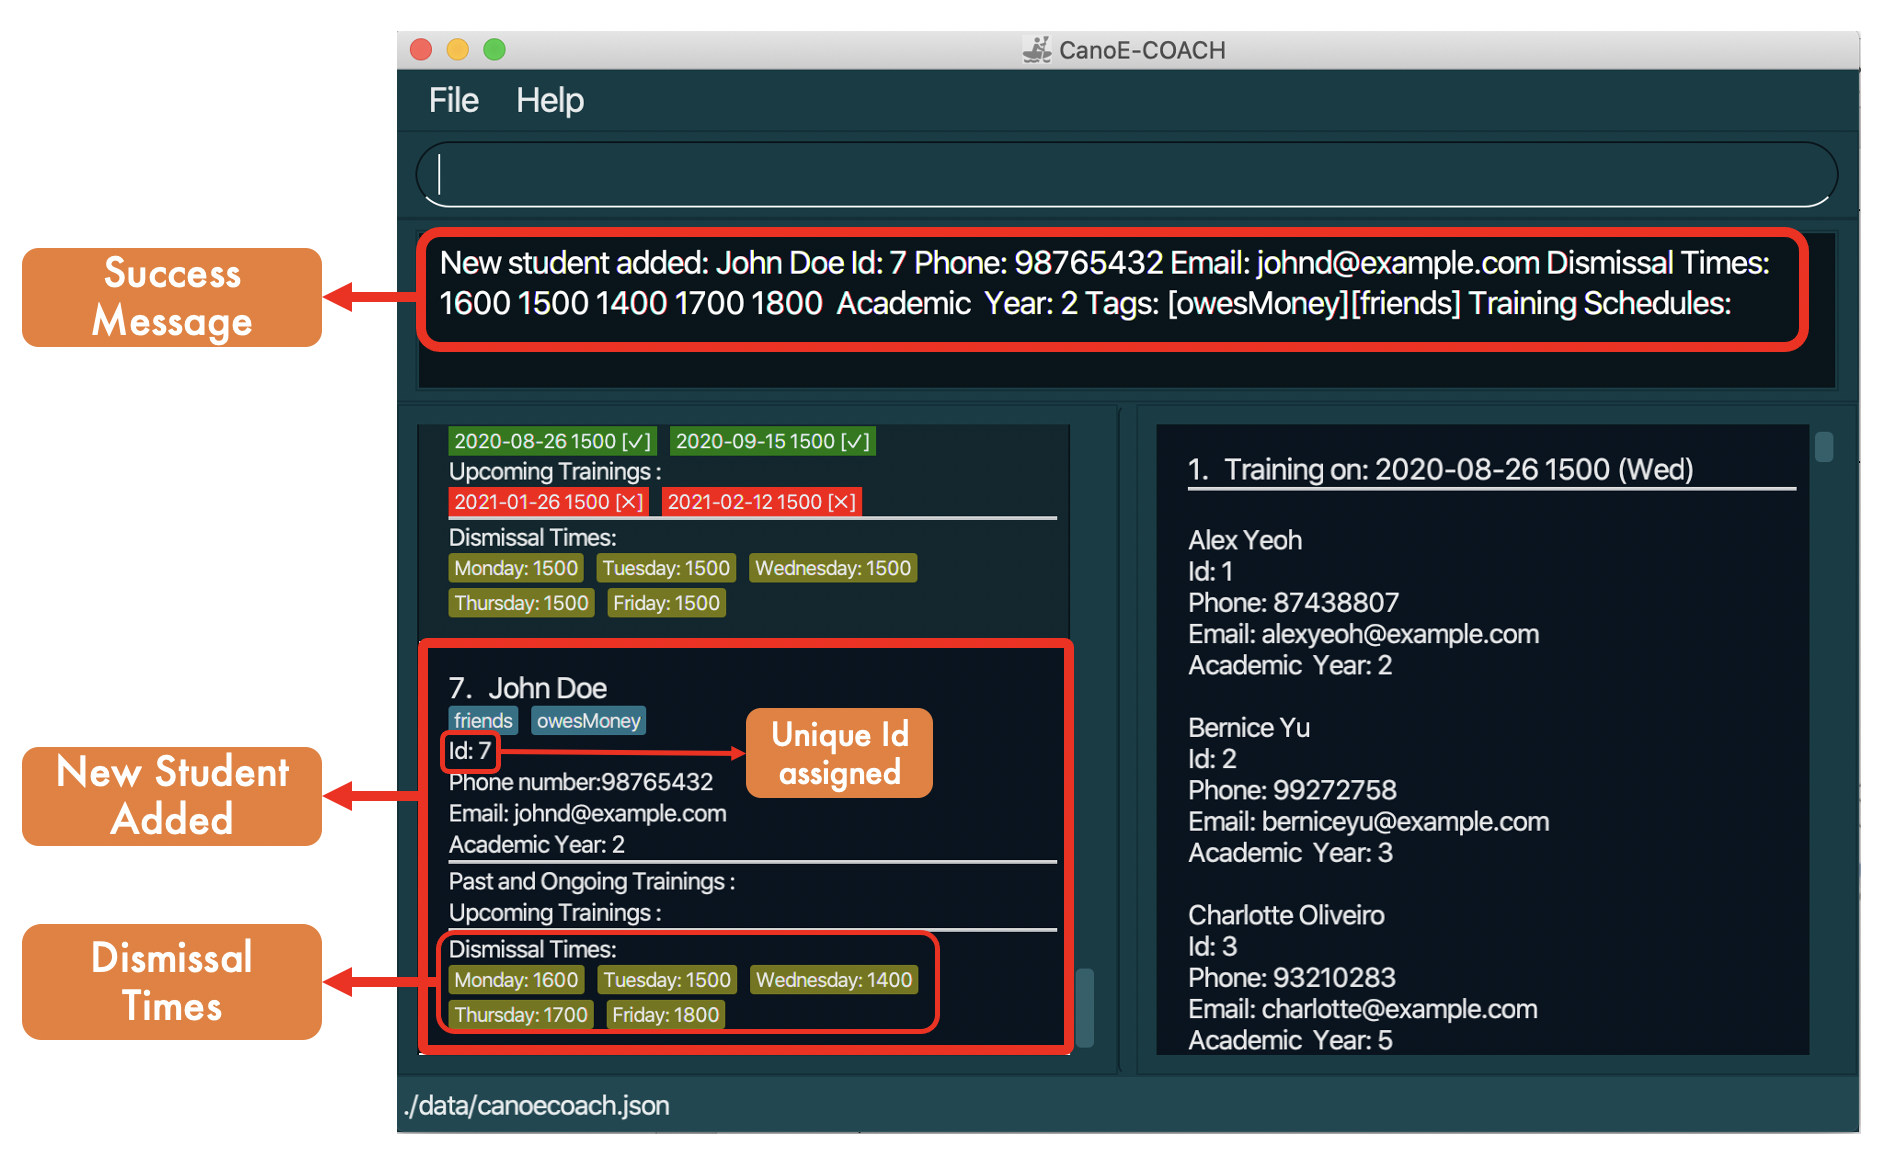 CanoE-COACH
File Help
Success
Message
New student added: John Doe Id: 7 Phone: 98765432 Email: johnd@example.com Dismissal Times:
1600 1500 1400 1700 1800 Academic Year: 2 Tags: [owesMoney][friends] Training Schedules:
2020-08-26 1500 [✓] 2020-09-15 1500 [✓]
Upcoming Trainings :
2021-01-26 1500 [✕] 2021-02-12 1500 [✕]
Dismissal Times:
Monday: 1500 Tuesday: 1500 Wednesday: 1500
Thursday: 1500 Friday: 1500
New Student
Added
7. John Doe
friends owesMoney
Id: 7
Unique Id
assigned
Phone number:98765432
Email: johnd@example.com
Academic Year: 2
Past and Ongoing Trainings :
Upcoming Trainings :
Dismissal
Times
Dismissal Times:
Monday: 1600 Tuesday: 1500 Wednesday: 1400
Thursday: 1700 Friday: 1800
1. Training on: 2020-08-26 1500 (Wed)
Alex Yeoh
Id: 1
Phone: 87438807
Email: alexyeoh@example.com
Academic Year: 2
Bernice Yu
Id: 2
Phone: 99272758
Email: berniceyu@example.com
Academic Year: 3
Charlotte Oliveiro
Id: 3
Phone: 93210283
Email: charlotte@example.com
Academic Year: 5
./data/canoecoach.json